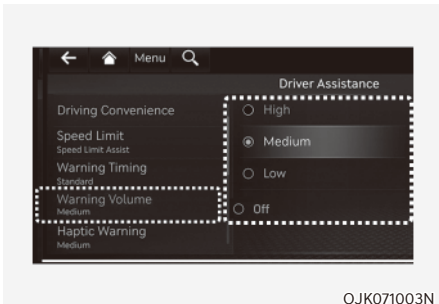 Menu
Driver Assistance
Driving Convenience
Speed Limit
Speed Limit Assist
Warning Timing
Standard
Warning Volume
Medium
Haptic Warning
Medium
High
Medium
Low
Off
OJK071003N